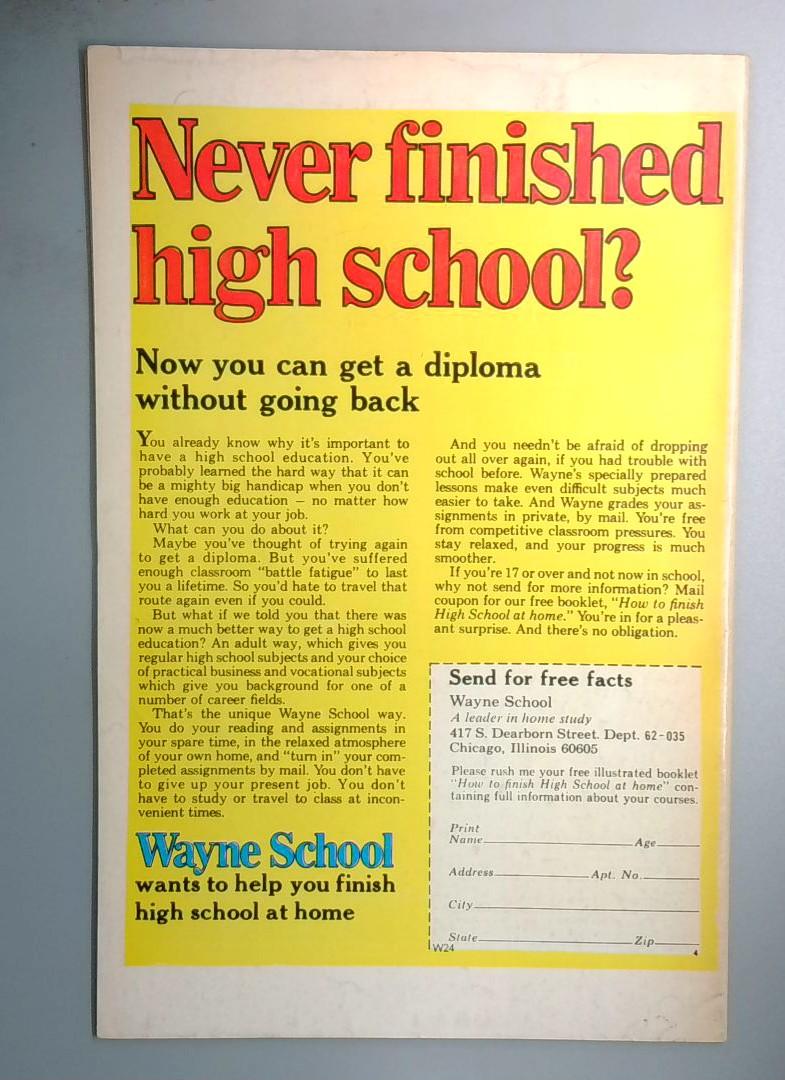 Never finished
high school?
Now you can get a diploma
without going back
You already know why it's important to
have a high school education. You've
probably learned the hard way that it can
be a mighty big handicap when you don't
have enough education — no matter how
hard you work at your job.
What can you do about it?
Maybe you've thought of trying again
to get a diploma. But you've suffered
enough classroom "battle fatigue" to last
you a lifetime. So you'd hate to travel that
route again even if you could.
But what if we told you that there was
now a much better way to get a high school
education? An adult way, which gives you
regular high school subjects and your choice
of practical business and vocational subjects
which give you background for one of a
number of career fields.
That's the unique Wayne School way.
You do your reading and assignments in
your spare time, in the relaxed atmosphere
of your own home, and "turn in" your com-
pleted assignments by mail. You don't have
to give up your present job. You don't
have to study or travel to class at incon-
venient times.
Wayne School
wants to help you finish
high school at home
And you needn't be afraid of dropping
out all over again, if you had trouble with
school before. Wayne's specially prepared
lessons make even difficult subjects much
easier to take. And Wayne grades your as-
signments in private, by mail. You're free
from competitive classroom pressures. You
stay relaxed, and your progress is much
smoother.
If you're 17 or over and not now in school,
why not send for more information? Mail
coupon for our free booklet, "How to finish
High School at home." You're in for a pleas-
ant surprise. And there's no obligation.
Send for free facts
Wayne School
A leader in home study
417 S. Dearborn Street. Dept. 62-035
Chicago, Illinois 60605
Please rush me your free illustrated booklet
"How to finish High School at home" con-
taining full information about your courses.
Print
Name Age
Address Apt. No.
City
State Zip
W24 4